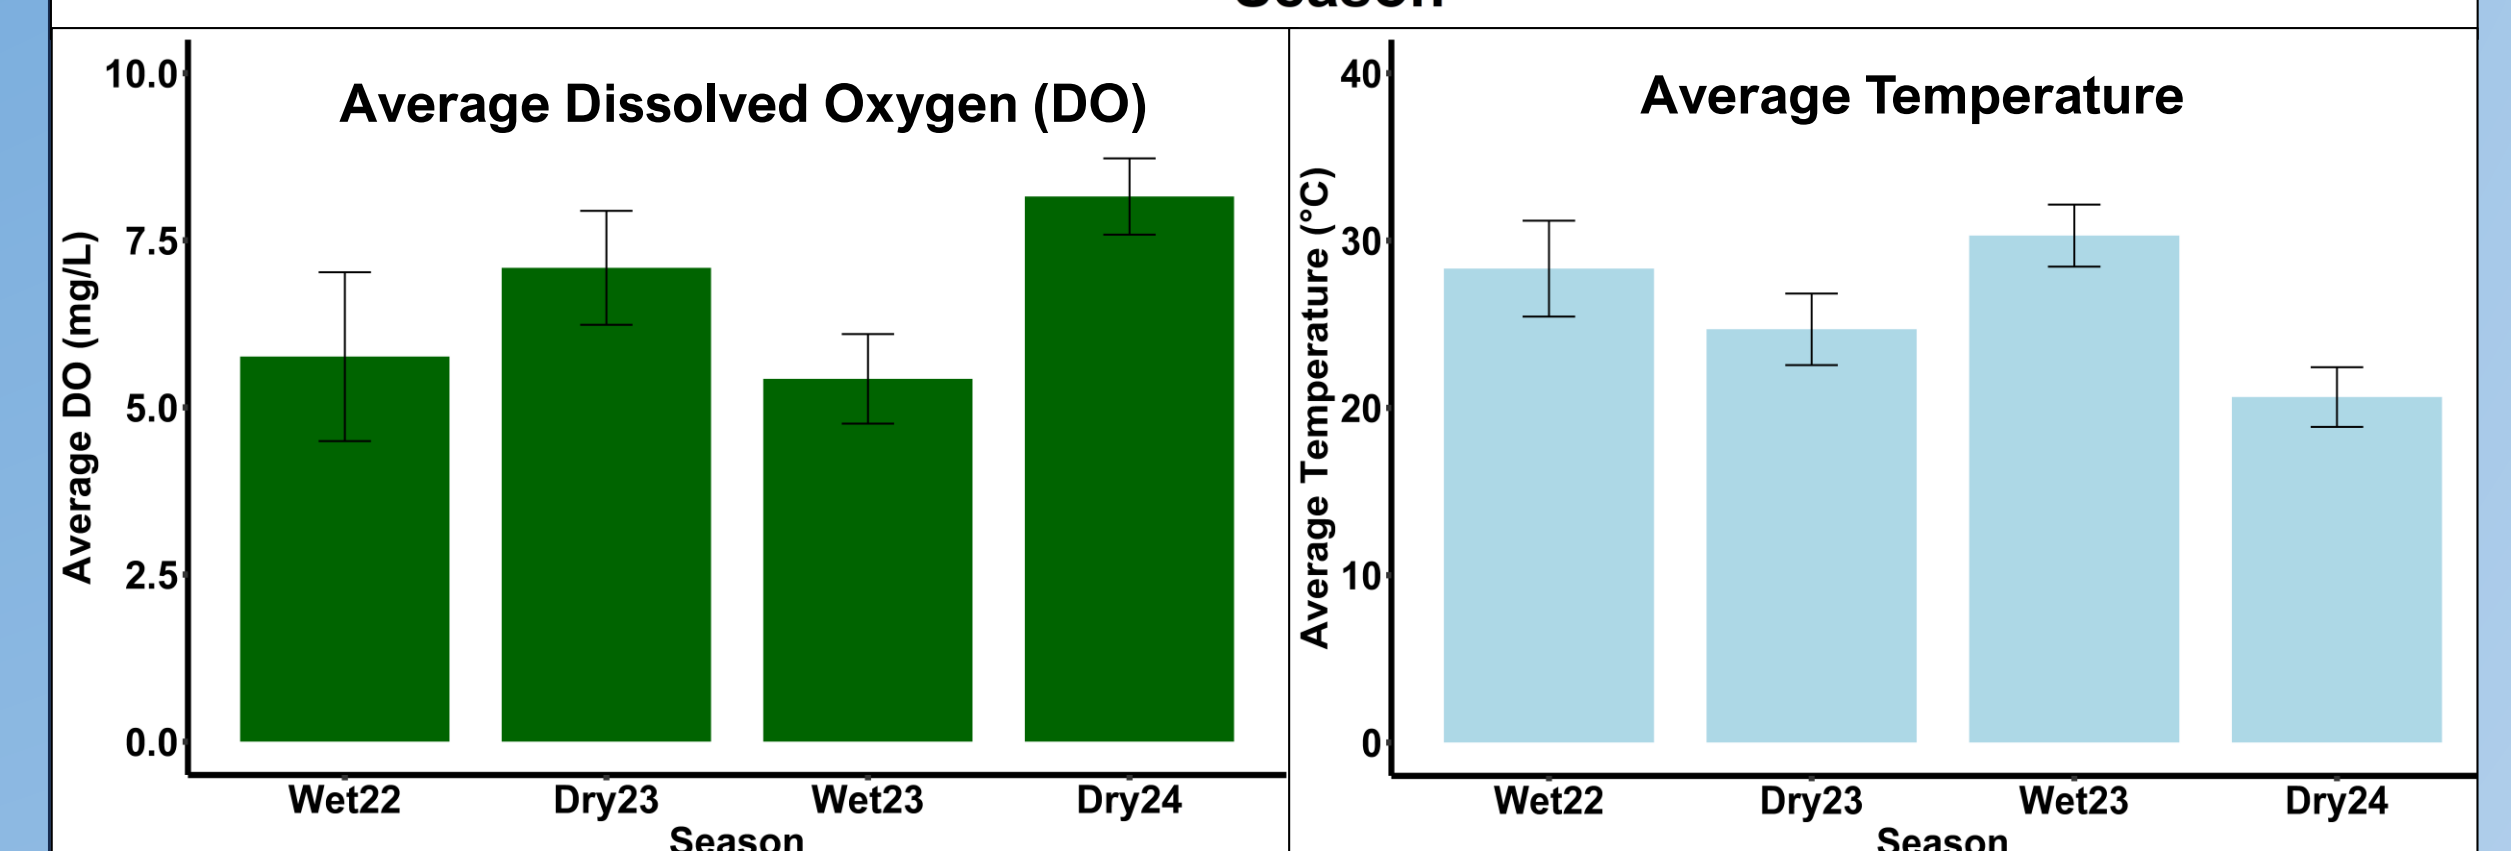 Season
Average Dissolved Oxygen (DO)
Average DO (mg/L)
10.0
7.5
5.0
2.5
0.0
Wet22 Dry23 Wet23 Dry24
Season
Average Temperature
Average Temperature (°C)
40
30
20
10
0
Wet22 Dry23 Wet23 Dry24
Season